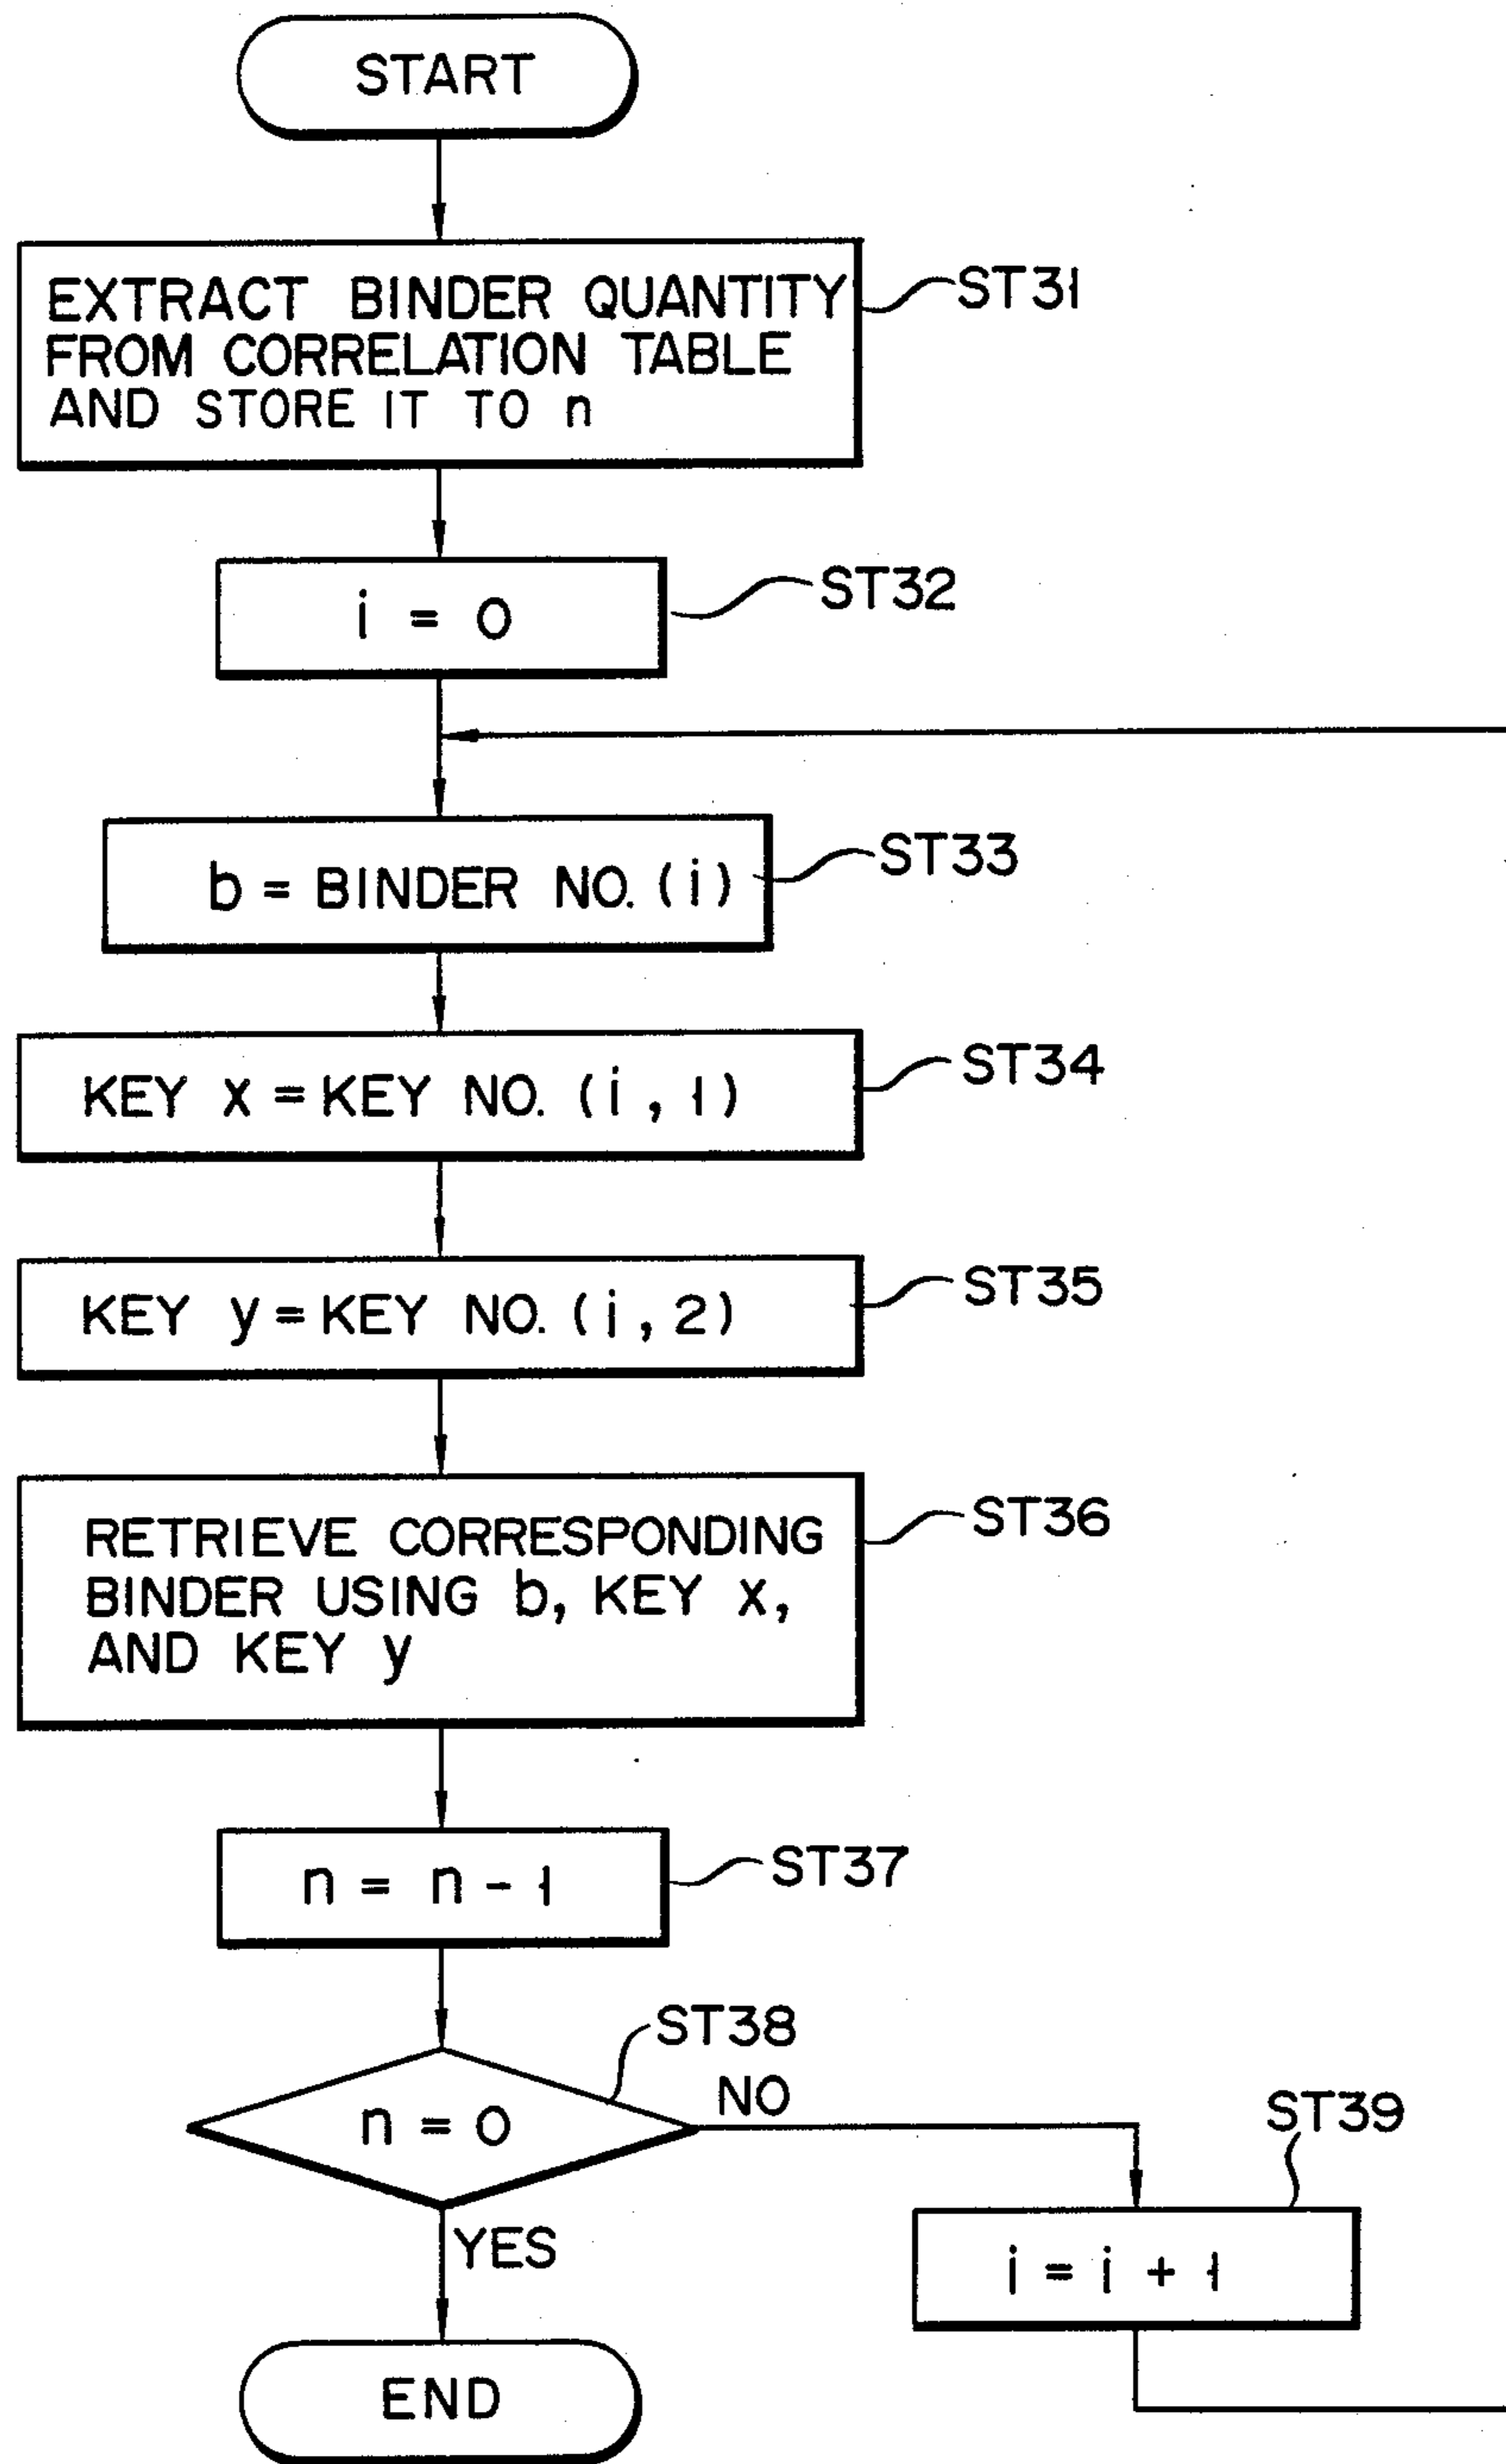 START
EXTRACT BINDER QUANTITY
FROM CORRELATION TABLE
AND STORE IT TO n
ST31
i = 0
ST32
b = BINDER NO. (i)
ST33
KEY x = KEY NO. (i, 1)
ST34
KEY y = KEY NO. (i, 2)
ST35
RETRIEVE CORRESPONDING
BINDER USING b, KEY x,
AND KEY y
ST36
n = n - 1
ST37
n = 0
ST38
NO
YES
ST39
i = i + 1
END